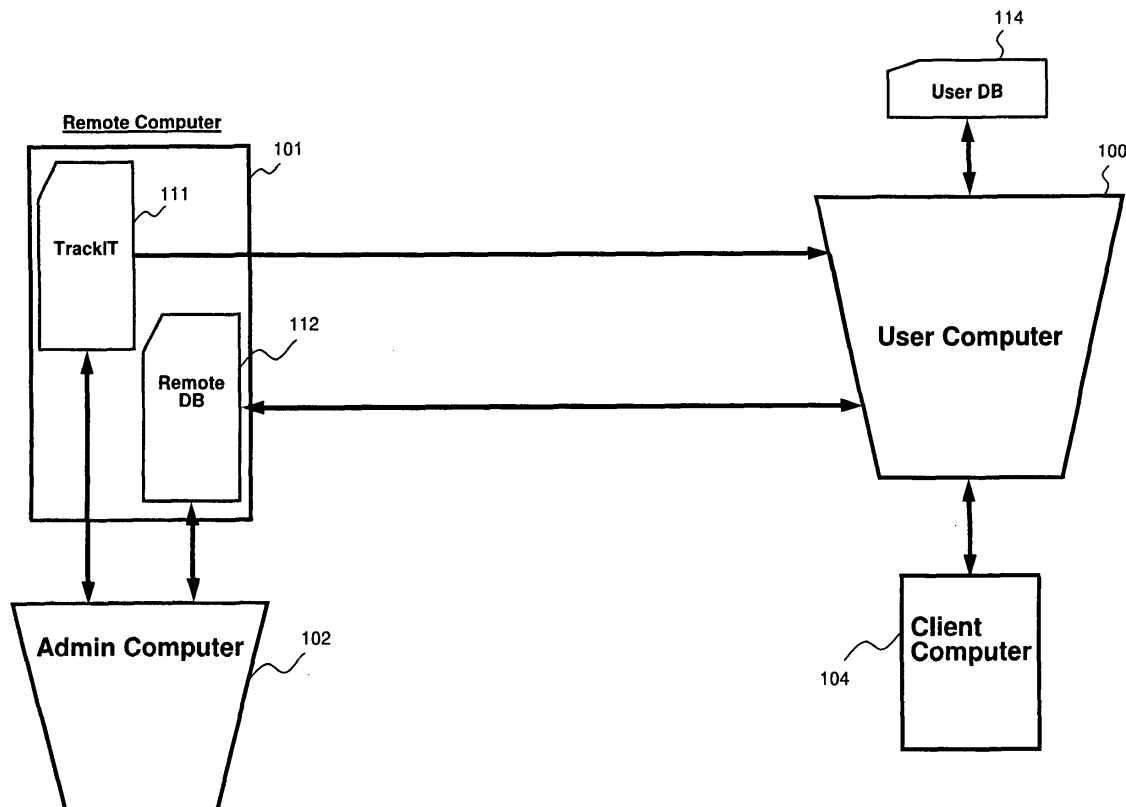 114
User DB
Remote Computer
101
100
111
TrackIT
112
Remote
DB
User Computer
Admin Computer
102
Client
Computer
104